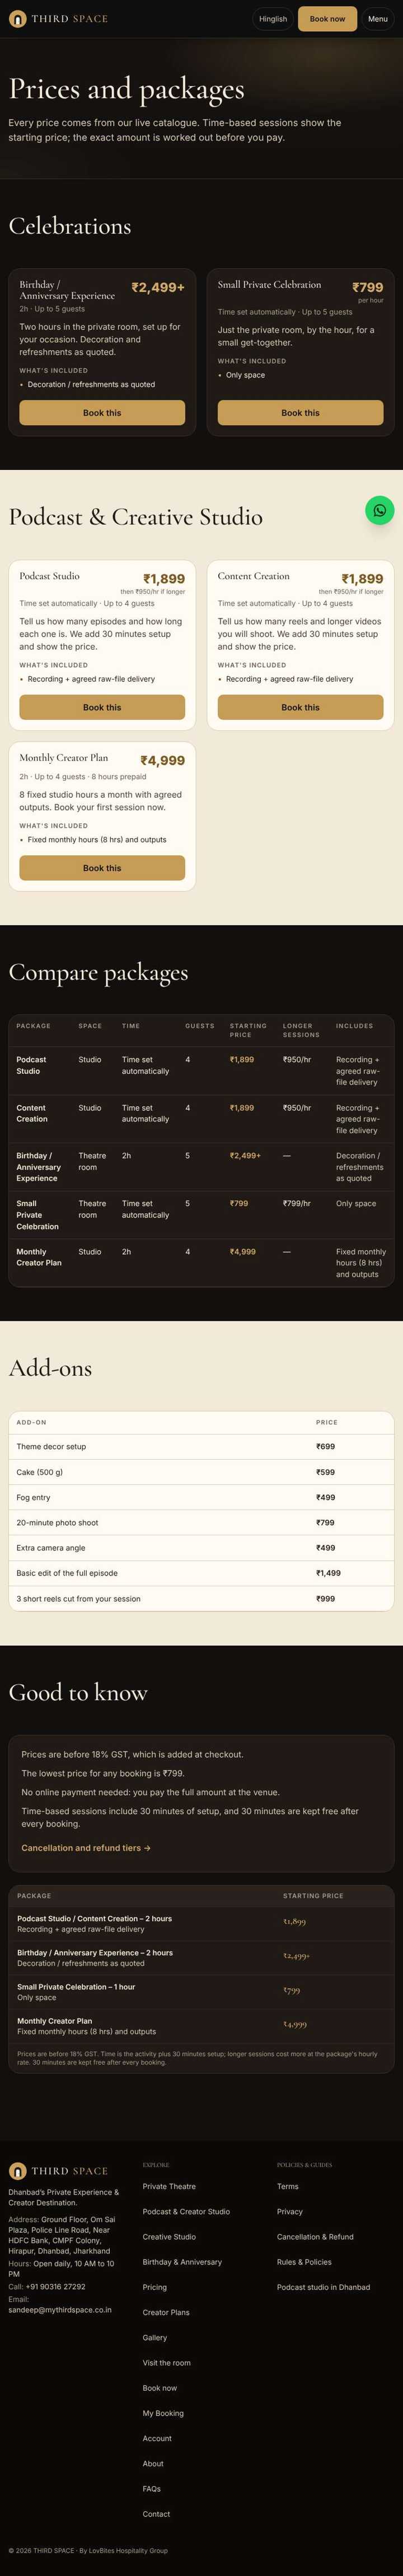 THIRD SPACE
Hinglish
Book now
Menu
Prices and packages
Every price comes from our live catalogue. Time-based sessions show the
starting price; the exact amount is worked out before you pay.
Celebrations
Birthday /
Anniversary Experience
₹2,499+
2h · Up to 5 guests
Two hours in the private room, set up for
your occasion. Decoration and
refreshments as quoted.
WHAT'S INCLUDED
• Decoration / refreshments as quoted
Book this
Small Private Celebration
₹799
per hour
Time set automatically · Up to 5 guests
Just the private room, by the hour, for a
small get-together.
WHAT'S INCLUDED
• Only space
Book this
Podcast & Creative Studio
Podcast Studio
₹1,899
then ₹950/hr if longer
Time set automatically · Up to 4 guests
Tell us how many episodes and how long
each one is. We add 30 minutes setup
and show the price.
WHAT'S INCLUDED
• Recording + agreed raw-file delivery
Book this
Content Creation
₹1,899
then ₹950/hr if longer
Time set automatically · Up to 4 guests
Tell us how many reels and longer videos
you will shoot. We add 30 minutes setup
and show the price.
WHAT'S INCLUDED
• Recording + agreed raw-file delivery
Book this
Monthly Creator Plan
₹4,999
2h · Up to 4 guests · 8 hours prepaid
8 fixed studio hours a month with agreed
outputs. Book your first session now.
WHAT'S INCLUDED
• Fixed monthly hours (8 hrs) and outputs
Book this
Compare packages
PACKAGE SPACE TIME GUESTS STARTING PRICE LONGER SESSIONS INCLUDES
Podcast Studio Studio Time set automatically 4 ₹1,899 ₹950/hr Recording + agreed raw-file delivery
Content Creation Studio Time set automatically 4 ₹1,899 ₹950/hr Recording + agreed raw-file delivery
Birthday / Anniversary Experience Theatre room 2h 5 ₹2,499+ — Decoration / refreshments as quoted
Small Private Celebration Theatre room Time set automatically 5 ₹799 ₹799/hr Only space
Monthly Creator Plan Studio 2h 4 ₹4,999 — Fixed monthly hours (8 hrs) and outputs
Add-ons
ADD-ON PRICE
Theme decor setup ₹699
Cake (500 g) ₹599
Fog entry ₹499
20-minute photo shoot ₹799
Extra camera angle ₹499
Basic edit of the full episode ₹1,499
3 short reels cut from your session ₹999
Good to know
Prices are before 18% GST, which is added at checkout.
The lowest price for any booking is ₹799.
No online payment needed: you pay the full amount at the venue.
Time-based sessions include 30 minutes of setup, and 30 minutes are kept free after
every booking.
Cancellation and refund tiers →
PACKAGE STARTING PRICE
Podcast Studio / Content Creation – 2 hours
Recording + agreed raw-file delivery
₹1,899
Birthday / Anniversary Experience – 2 hours
Decoration / refreshments as quoted
₹2,499+
Small Private Celebration – 1 hour
Only space
₹799
Monthly Creator Plan
Fixed monthly hours (8 hrs) and outputs
₹4,999
Prices are before 18% GST. Time is the activity plus 30 minutes setup; longer sessions cost more at the package's hourly
rate. 30 minutes are kept free after every booking.
THIRD SPACE
Dhanbad's Private Experience &
Creator Destination.
Address: Ground Floor, Om Sai
Plaza, Police Line Road, Near
HDFC Bank, CMPF Colony,
Hirapur, Dhanbad, Jharkhand
Hours: Open daily, 10 AM to 10
PM
Call: +91 90316 27292
Email:
sandeep@mythirdspace.co.in
EXPLORE
Private Theatre
Podcast & Creator Studio
Creative Studio
Birthday & Anniversary
Pricing
Creator Plans
Gallery
Visit the room
Book now
My Booking
Account
About
FAQs
Contact
POLICIES & GUIDES
Terms
Privacy
Cancellation & Refund
Rules & Policies
Podcast studio in Dhanbad
© 2026 THIRD SPACE · By LovBites Hospitality Group